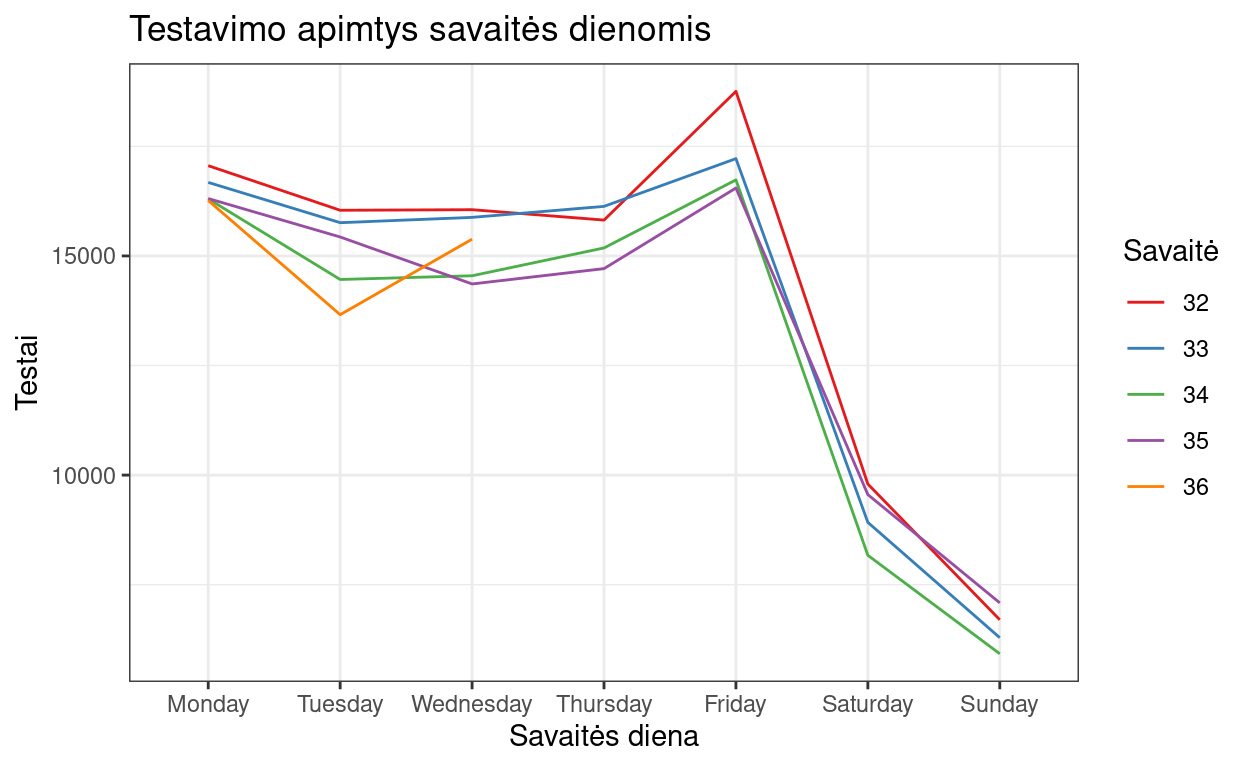 Testavimo apimtys savaitės dienomis
Testai
15000
10000
Monday Tuesday Wednesday Thursday Friday Saturday Sunday
Savaitės diena
Savaitė
32
33
34
35
36